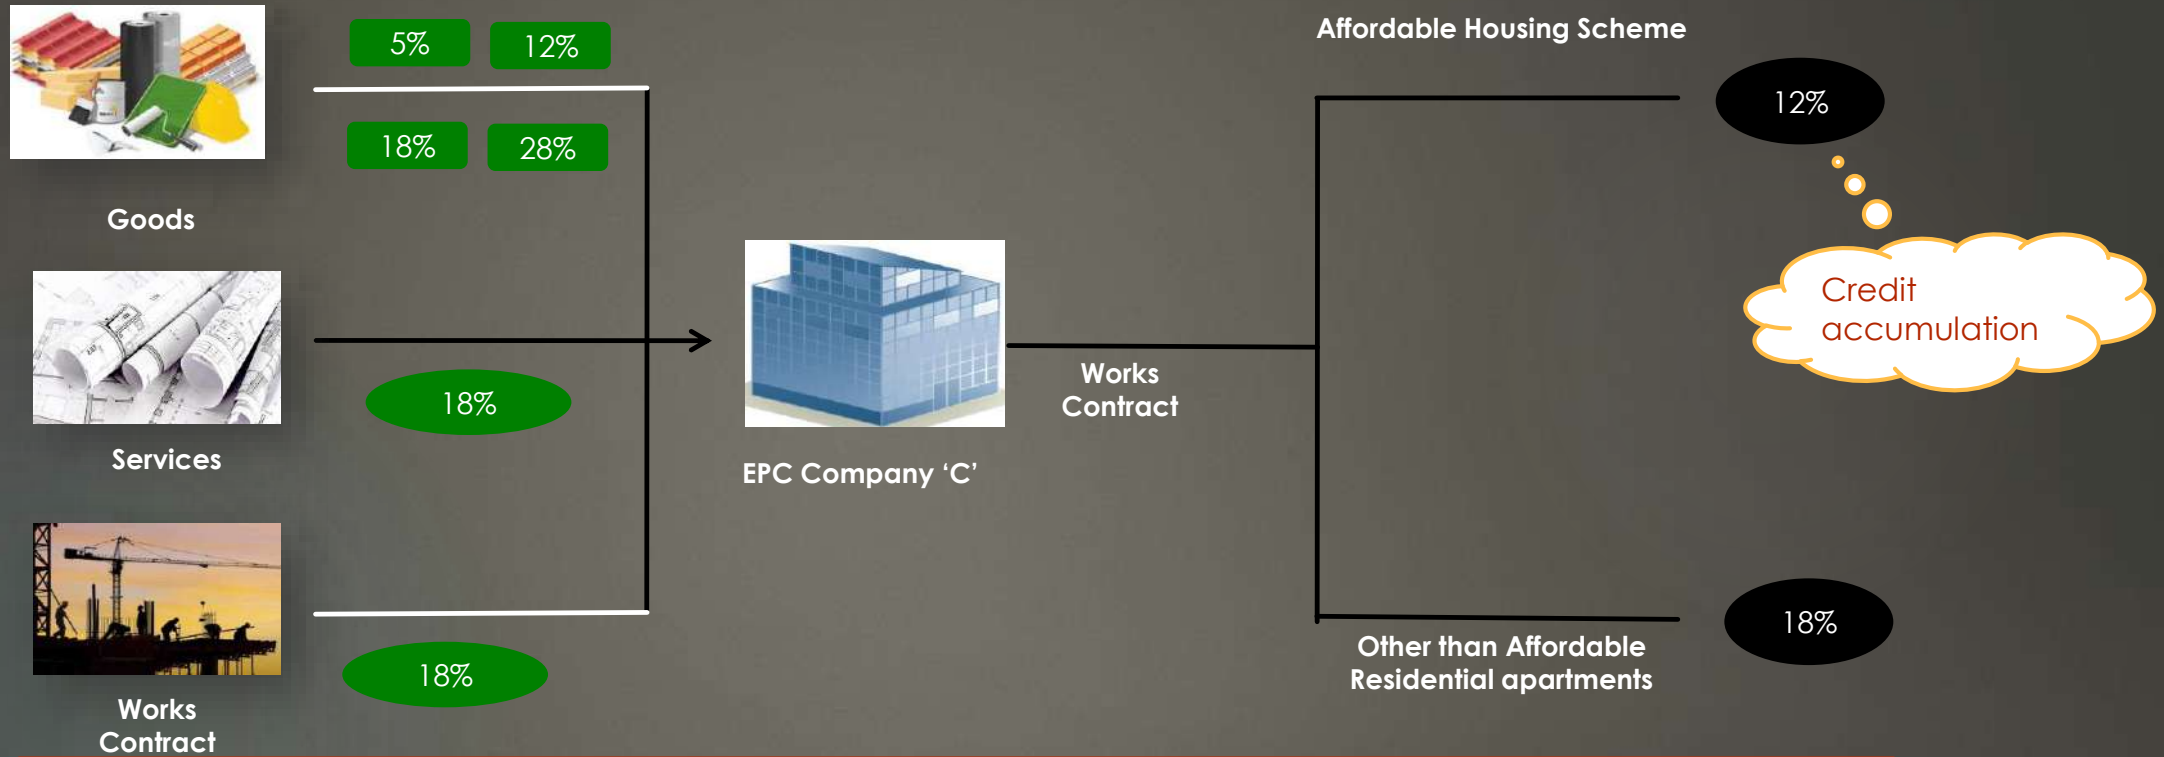 5%
12%
18%
28%
Goods
18%
Services
18%
Works
Contract
EPC Company ‘C’
Works
Contract
Affordable Housing Scheme
12%
Credit
accumulation
18%
Other than Affordable
Residential apartments